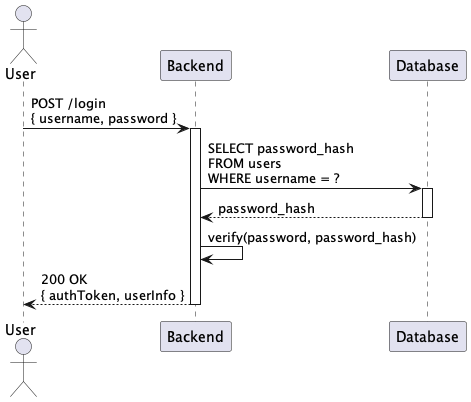 User
Backend
Database
POST /login
{ username, password }
SELECT password_hash
FROM users
WHERE username = ?
password_hash
verify(password, password_hash)
200 OK
{ authToken, userInfo }
User
Backend
Database